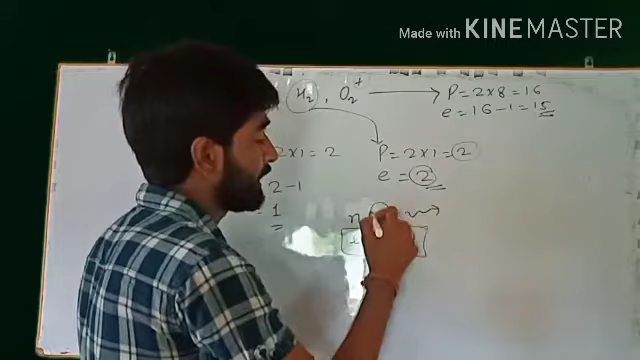 Made with KINEMASTER
H₂, O₂⁺ → P = 2×8 = 16
e = 16 - 1 = 15
2×1 = 2
P = 2×1 = 2
2 - 1
e = 2
1
n